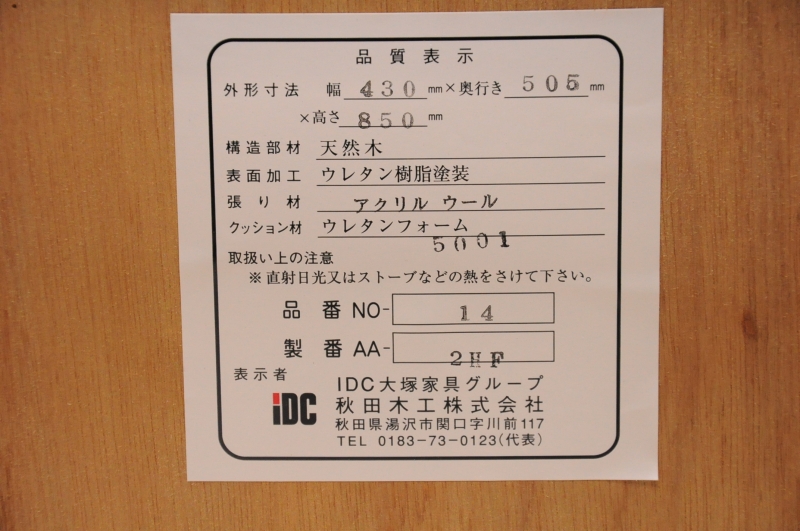 品質表示
外形寸法 幅 430 mm×奥行き 505 mm
×高さ 850 mm
構造部材 天然木
表面加工 ウレタン樹脂塗装
張り材 アクリル ウール
クッション材 ウレタンフォーム
5001
取扱い上の注意
※直射日光又はストーブなどの熱をさけて下さい。
品番 NO- 14
製番 AA- 2HF
表示者
IDC大塚家具グループ
iDC 秋田木工株式会社
秋田県湯沢市関口字川前117
TEL 0183-73-0123(代表)